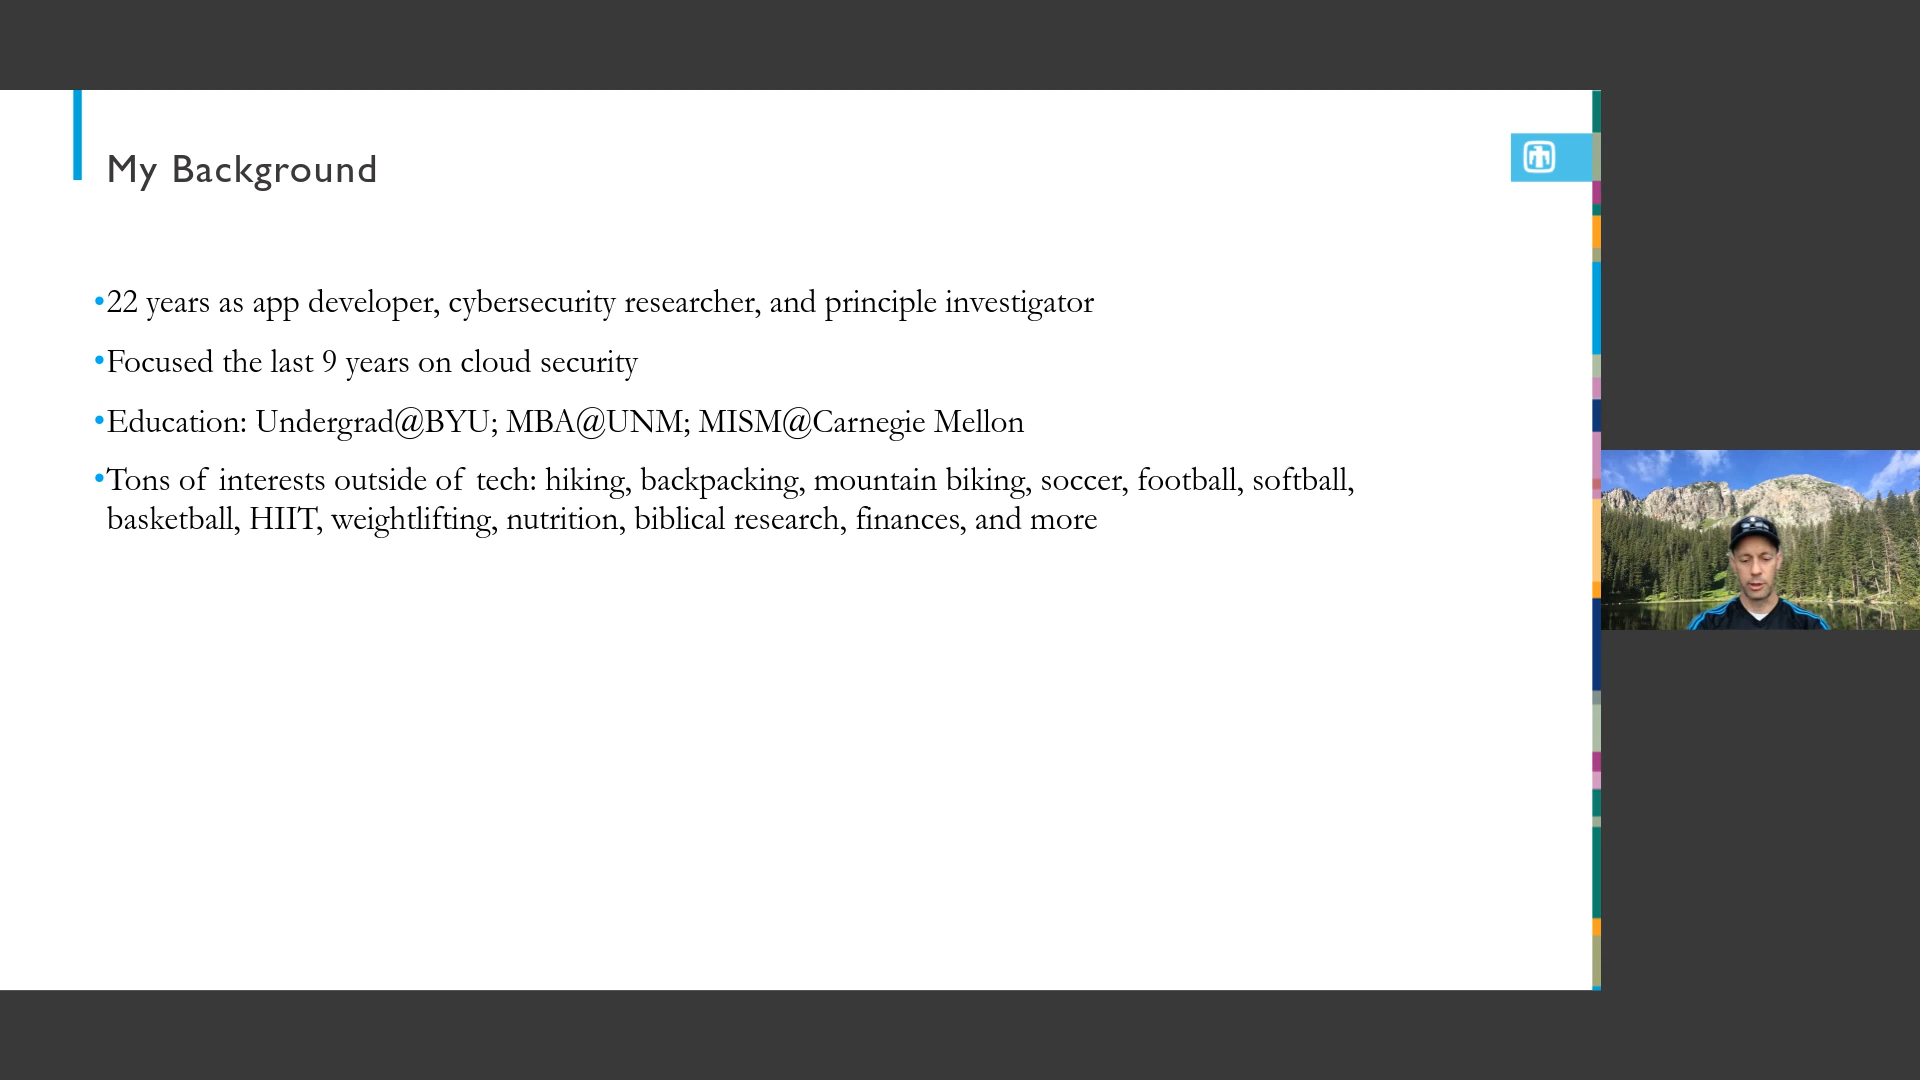 My Background
•22 years as app developer, cybersecurity researcher, and principle investigator
•Focused the last 9 years on cloud security
•Education: Undergrad@BYU; MBA@UNM; MISM@Carnegie Mellon
•Tons of interests outside of tech: hiking, backpacking, mountain biking, soccer, football, softball,
basketball, HIIT, weightlifting, nutrition, biblical research, finances, and more